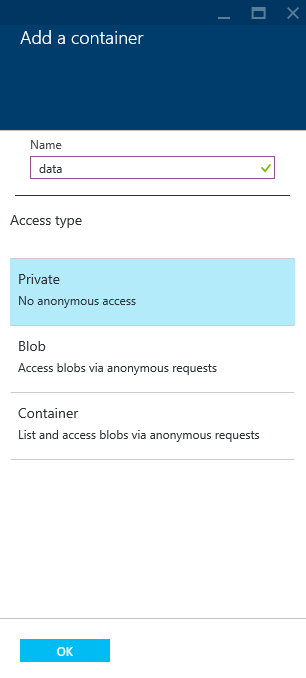 Add a container
Name
data
Access type
Private
No anonymous access
Blob
Access blobs via anonymous requests
Container
List and access blobs via anonymous requests
OK